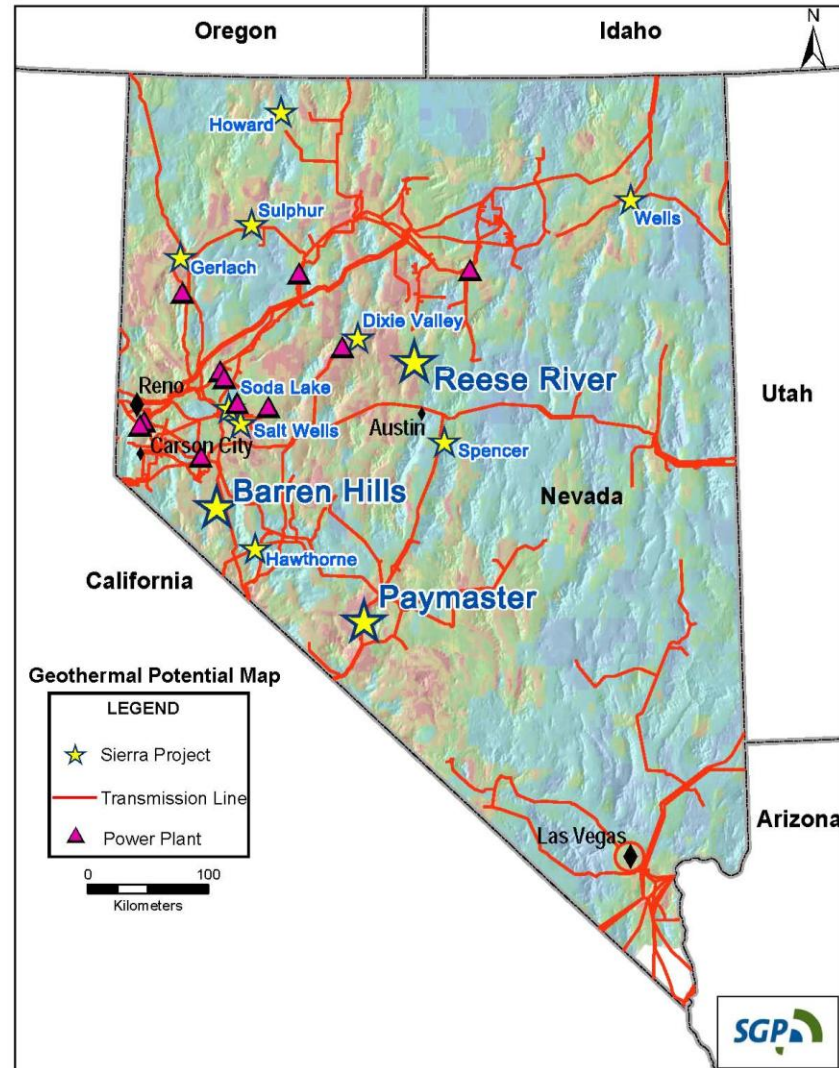 Oregon
Idaho
N
Howard
Sulphur
Wells
Gerlach
Dixie Valley
Reese River
Utah
Reno
Soda Lake
Austin
Salt Wells
Carson City
Spencer
Barren Hills
Nevada
Hawthorne
California
Paymaster
Geothermal Potential Map
LEGEND
Sierra Project
Transmission Line
Power Plant
0 100
Kilometers
Arizona
Las Vegas
SGP